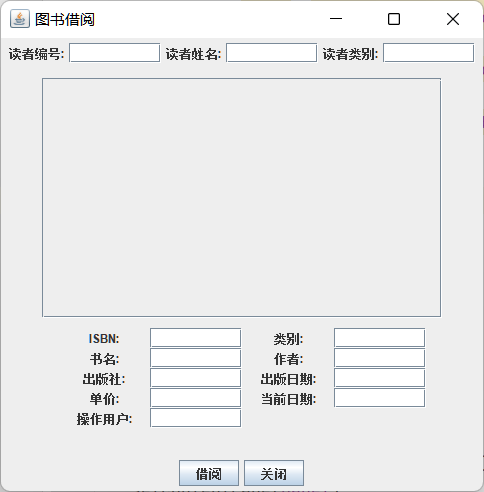 图书借阅
读者编号: 读者姓名: 读者类别:
ISBN: 类别:
书名: 作者:
出版社: 出版日期:
单价: 当前日期:
操作用户:
借阅 关闭